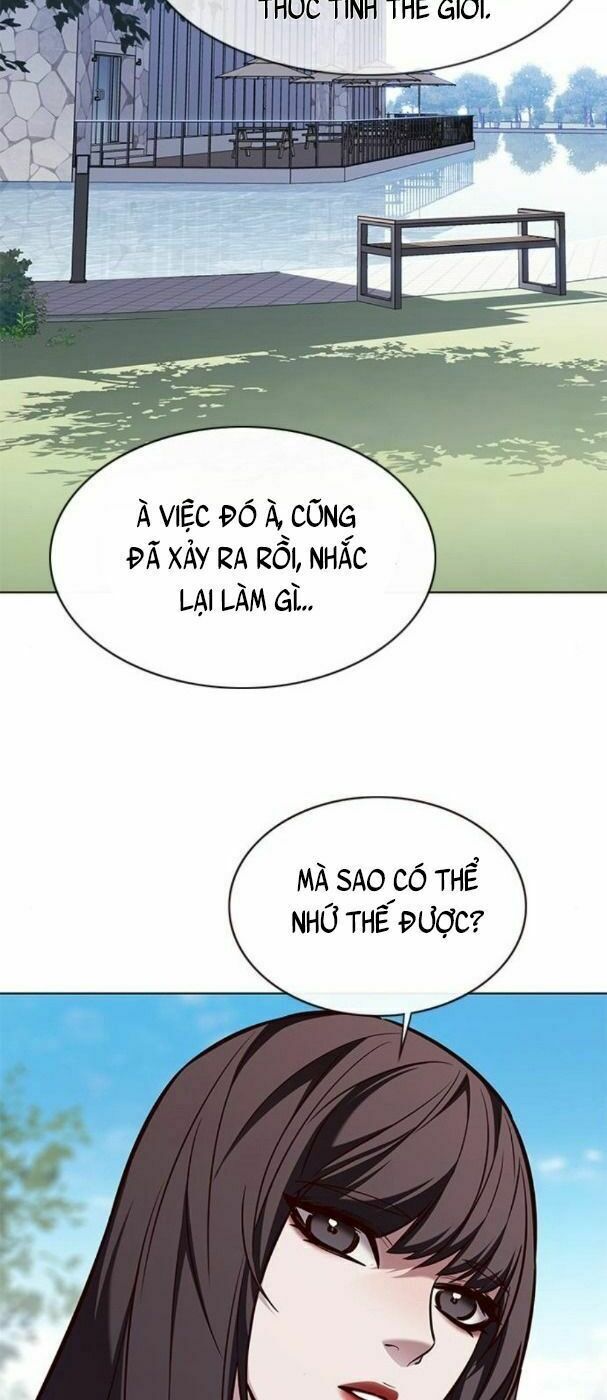 THỨC TỈNH THẾ GIỚI.
À VIỆC ĐÓ À, CŨNG
ĐÃ XẢY RA RỒI, NHẮC
LẠI LÀM GÌ...
MÀ SAO CÓ THỂ
NHỨ THẾ ĐƯỢC?